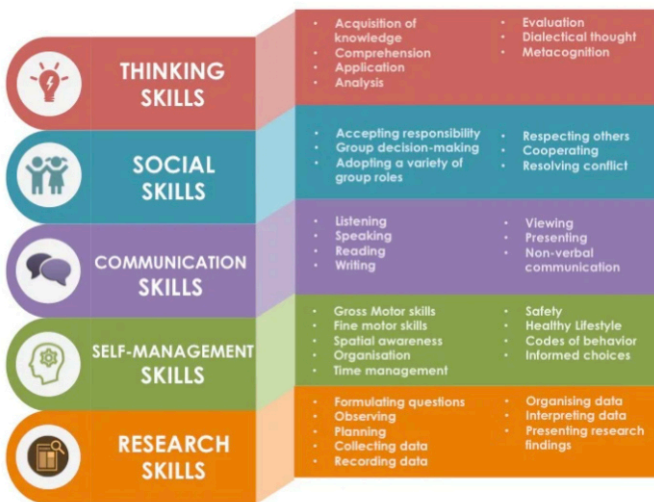 THINKING
SKILLS
• Acquisition of
knowledge
• Comprehension
• Application
• Analysis
• Evaluation
• Dialectical thought
• Metacognition
SOCIAL
SKILLS
• Accepting responsibility
• Group decision-making
• Adopting a variety of
group roles
• Respecting others
• Cooperating
• Resolving conflict
COMMUNICATION
SKILLS
• Listening
• Speaking
• Reading
• Writing
• Viewing
• Presenting
• Non-verbal
communication
SELF-MANAGEMENT
SKILLS
• Gross Motor skills
• Fine motor skills
• Spatial awareness
• Organisation
• Time management
• Safety
• Healthy Lifestyle
• Codes of behavior
• Informed choices
RESEARCH
SKILLS
• Formulating questions
• Observing
• Planning
• Collecting data
• Recording data
• Organising data
• Interpreting data
• Presenting research
findings